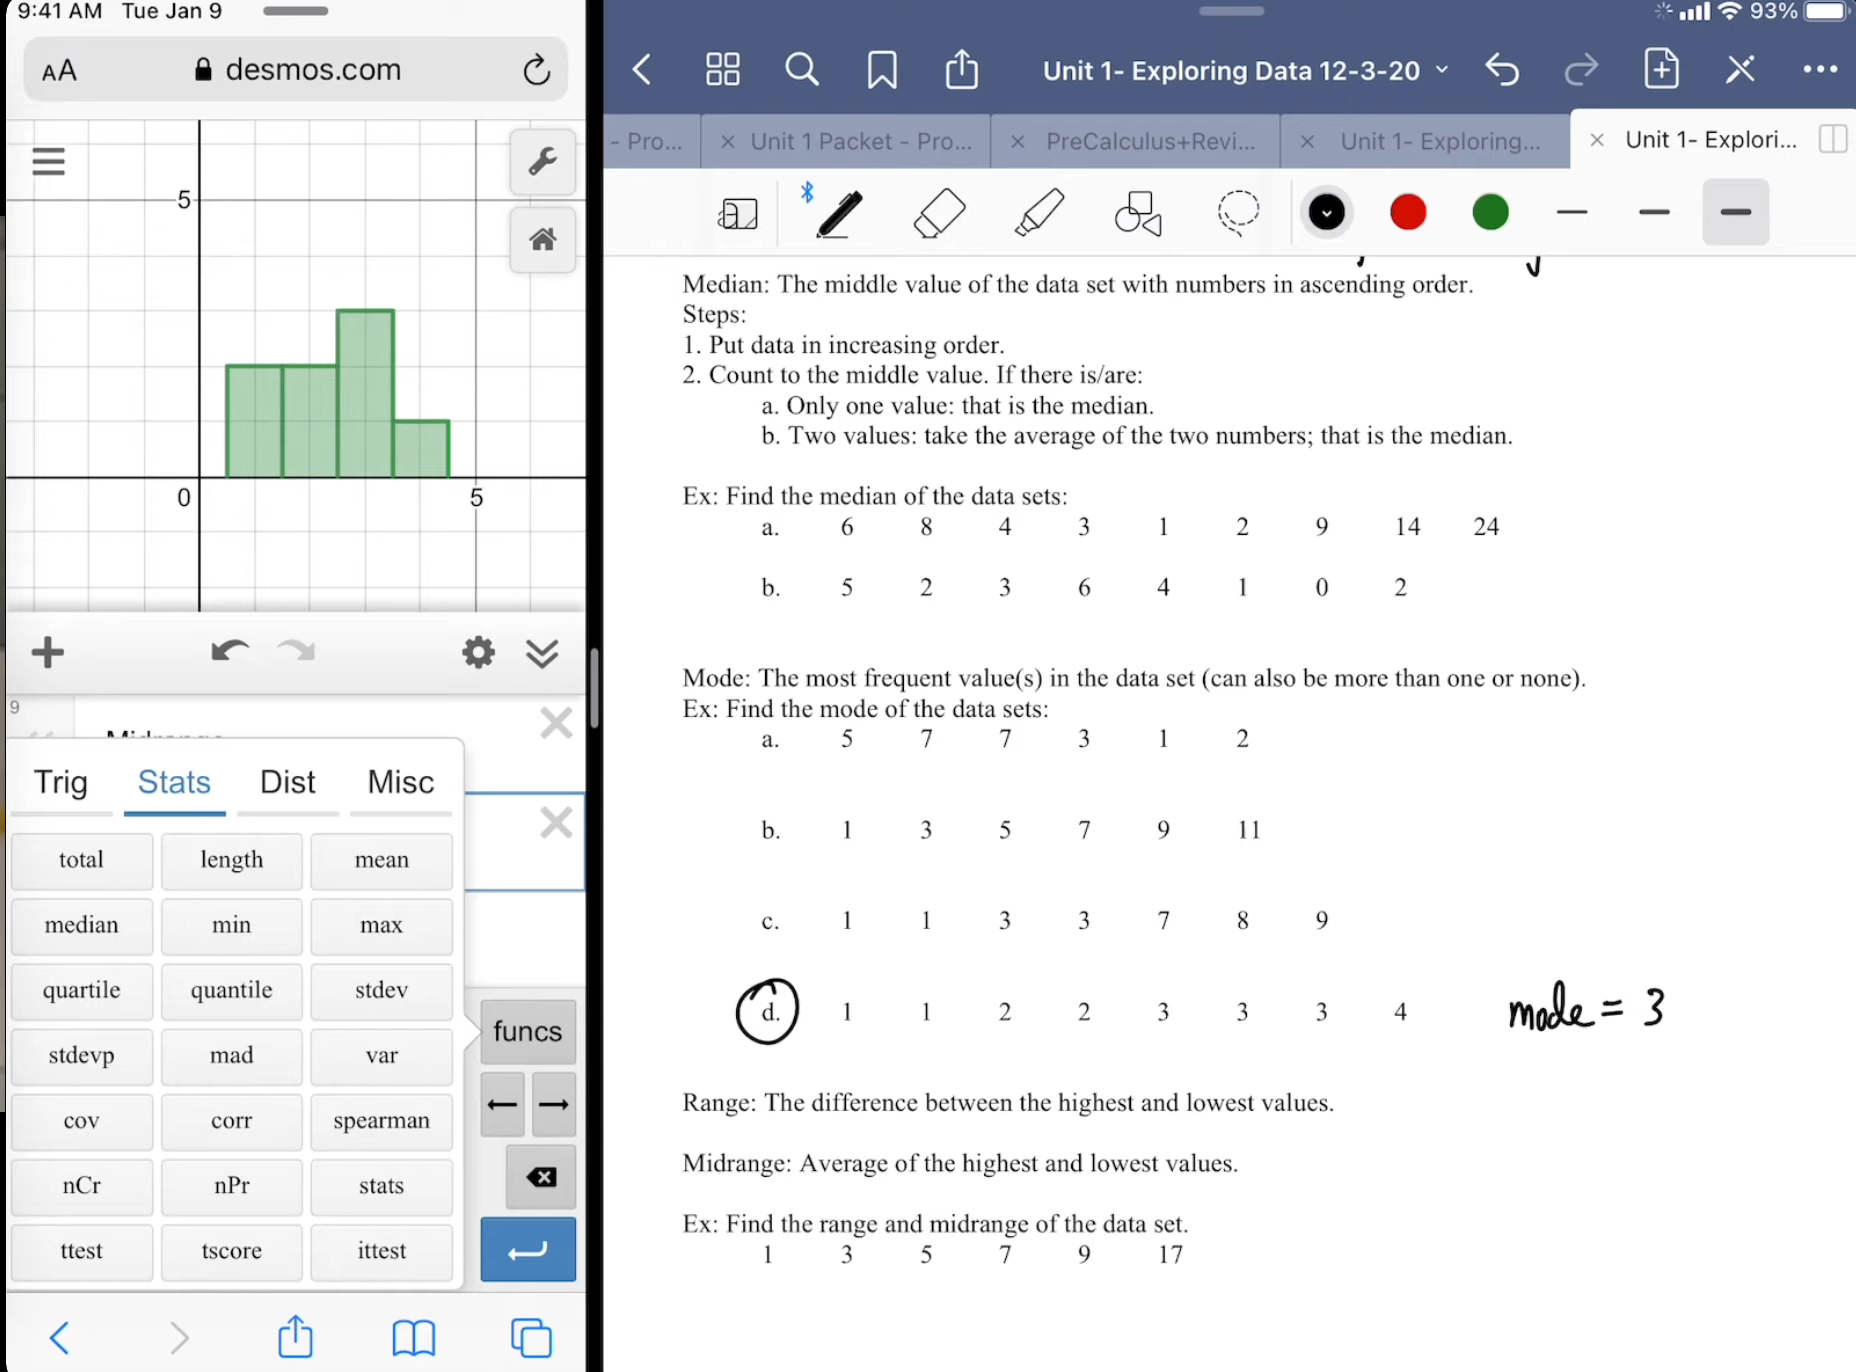 9:41 AM Tue Jan 9
AA desmos.com
5
0
5
9
Midrange
Trig Stats Dist Misc
total length mean
median min max
quartile quantile stdev
stdevp mad var
cov corr spearman
nCr nPr stats
ttest tscore ittest
funcs
93%
Unit 1- Exploring Data 12-3-20
- Pro... × Unit 1 Packet - Pro... × PreCalculus+Revi... × Unit 1- Exploring... × Unit 1- Explori...
a
Median: The middle value of the data set with numbers in ascending order.
Steps:
1. Put data in increasing order.
2. Count to the middle value. If there is/are:
a. Only one value: that is the median.
b. Two values: take the average of the two numbers; that is the median.
Ex: Find the median of the data sets:
a. 6 8 4 3 1 2 9 14 24
b. 5 2 3 6 4 1 0 2
Mode: The most frequent value(s) in the data set (can also be more than one or none).
Ex: Find the mode of the data sets:
a. 5 7 7 3 1 2
b. 1 3 5 7 9 11
c. 1 1 3 3 7 8 9
d. 1 1 2 2 3 3 3 4 mode = 3
Range: The difference between the highest and lowest values.
Midrange: Average of the highest and lowest values.
Ex: Find the range and midrange of the data set.
1 3 5 7 9 17